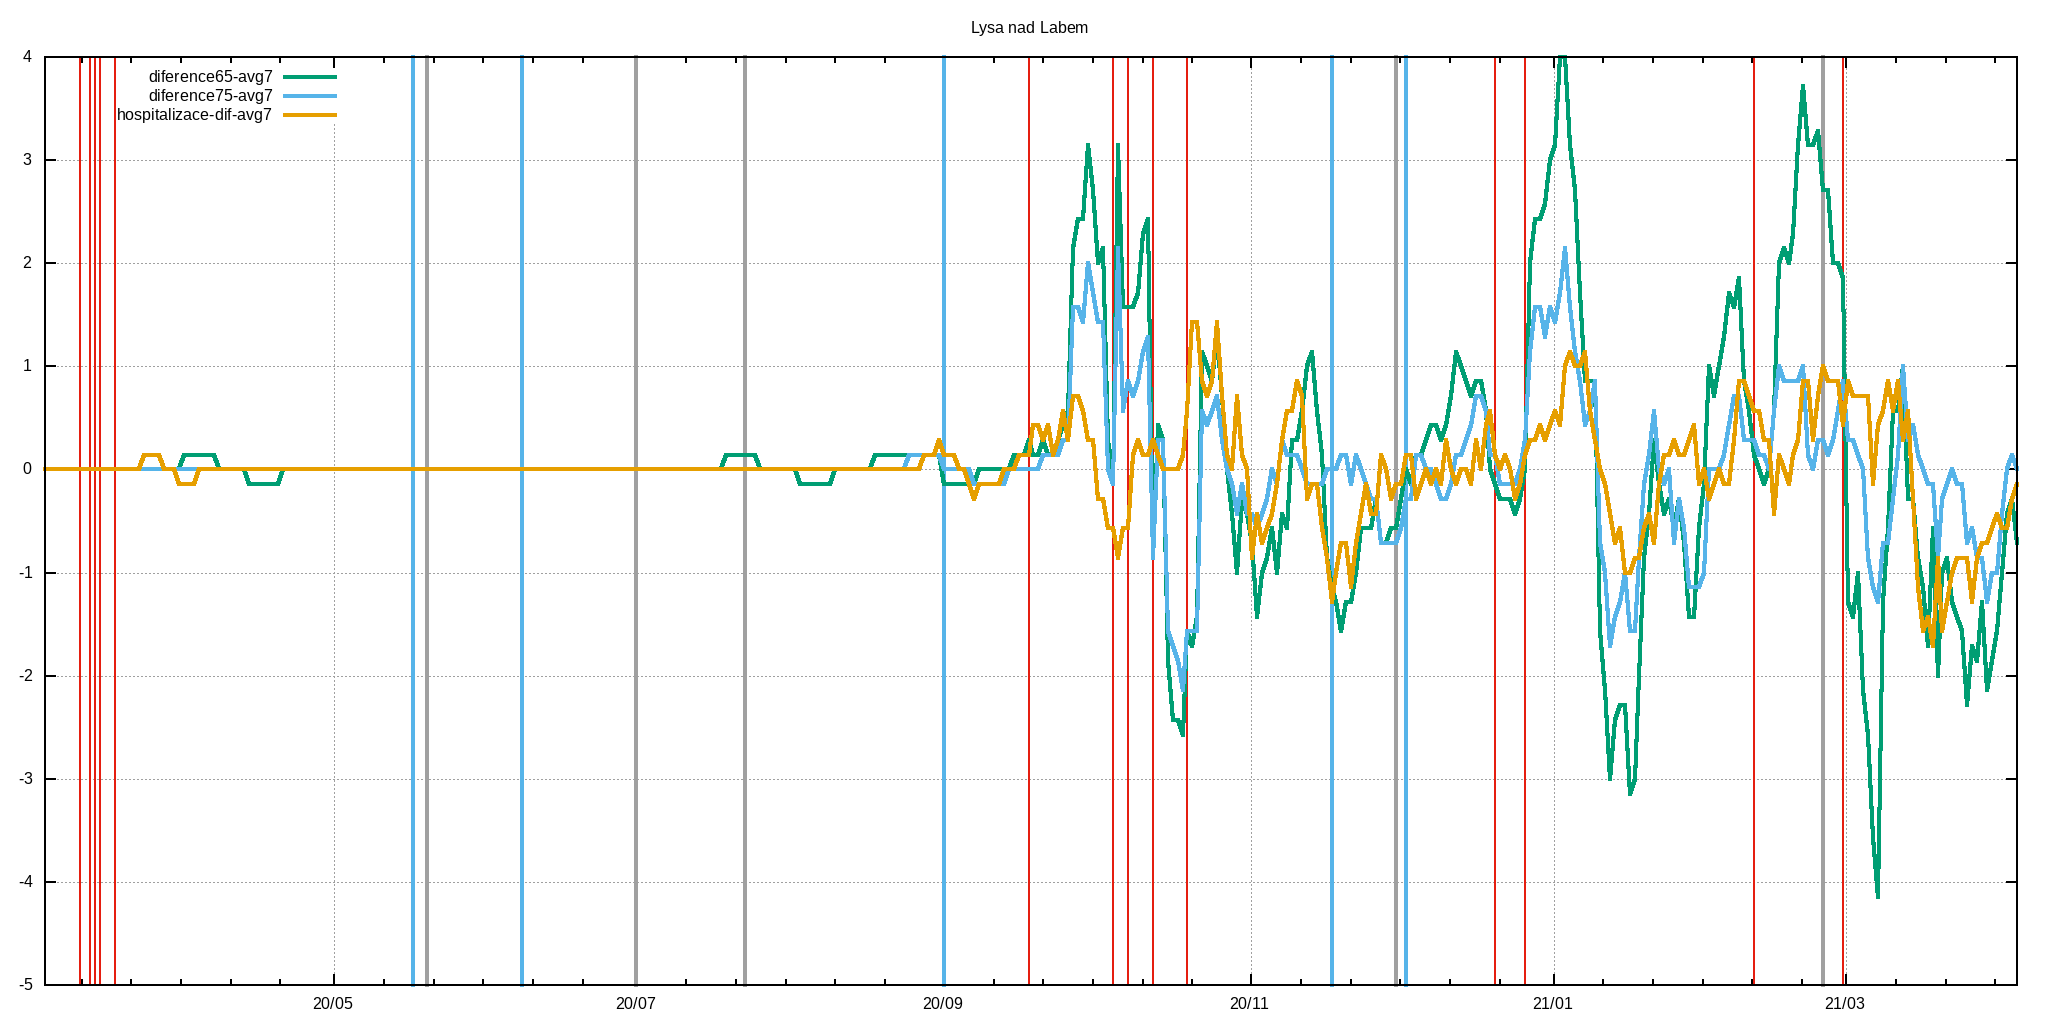 Lysa nad Labem
diference65-avg7
diference75-avg7
hospitalizace-dif-avg7
4
3
2
1
0
-1
-2
-3
-4
-5
20/05 20/07 20/09 20/11 21/01 21/03